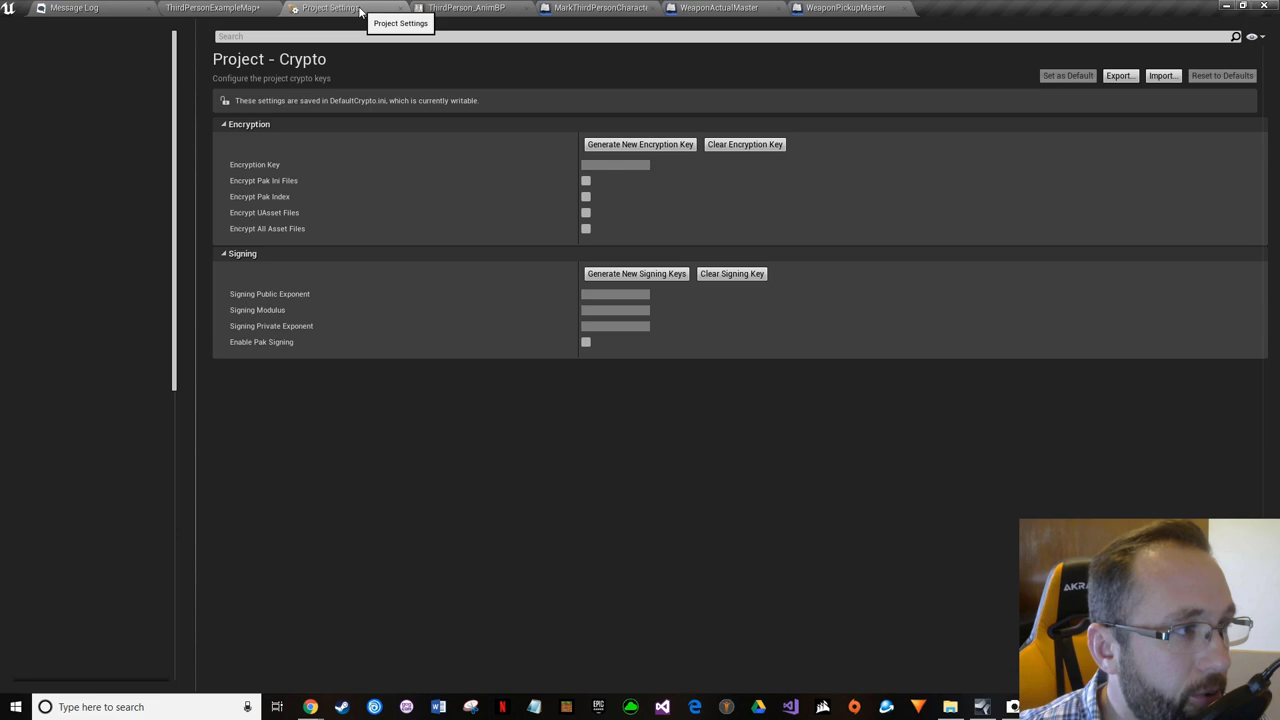 Message Log
ThirdPersonExampleMap*
Project Settings
ThirdPerson_AnimBP
MarkThirdPersonCharact
WeaponActualMaster
WeaponPickupMaster
Project Settings
Search
Project - Crypto
Configure the project crypto keys
Set as Default
Export...
Import...
Reset to Defaults
These settings are saved in DefaultCrypto.ini, which is currently writable.
Encryption
Generate New Encryption Key
Clear Encryption Key
Encryption Key
Encrypt Pak Ini Files
Encrypt Pak Index
Encrypt UAsset Files
Encrypt All Asset Files
Signing
Generate New Signing Keys
Clear Signing Key
Signing Public Exponent
Signing Modulus
Signing Private Exponent
Enable Pak Signing
AKRA
Type here to search